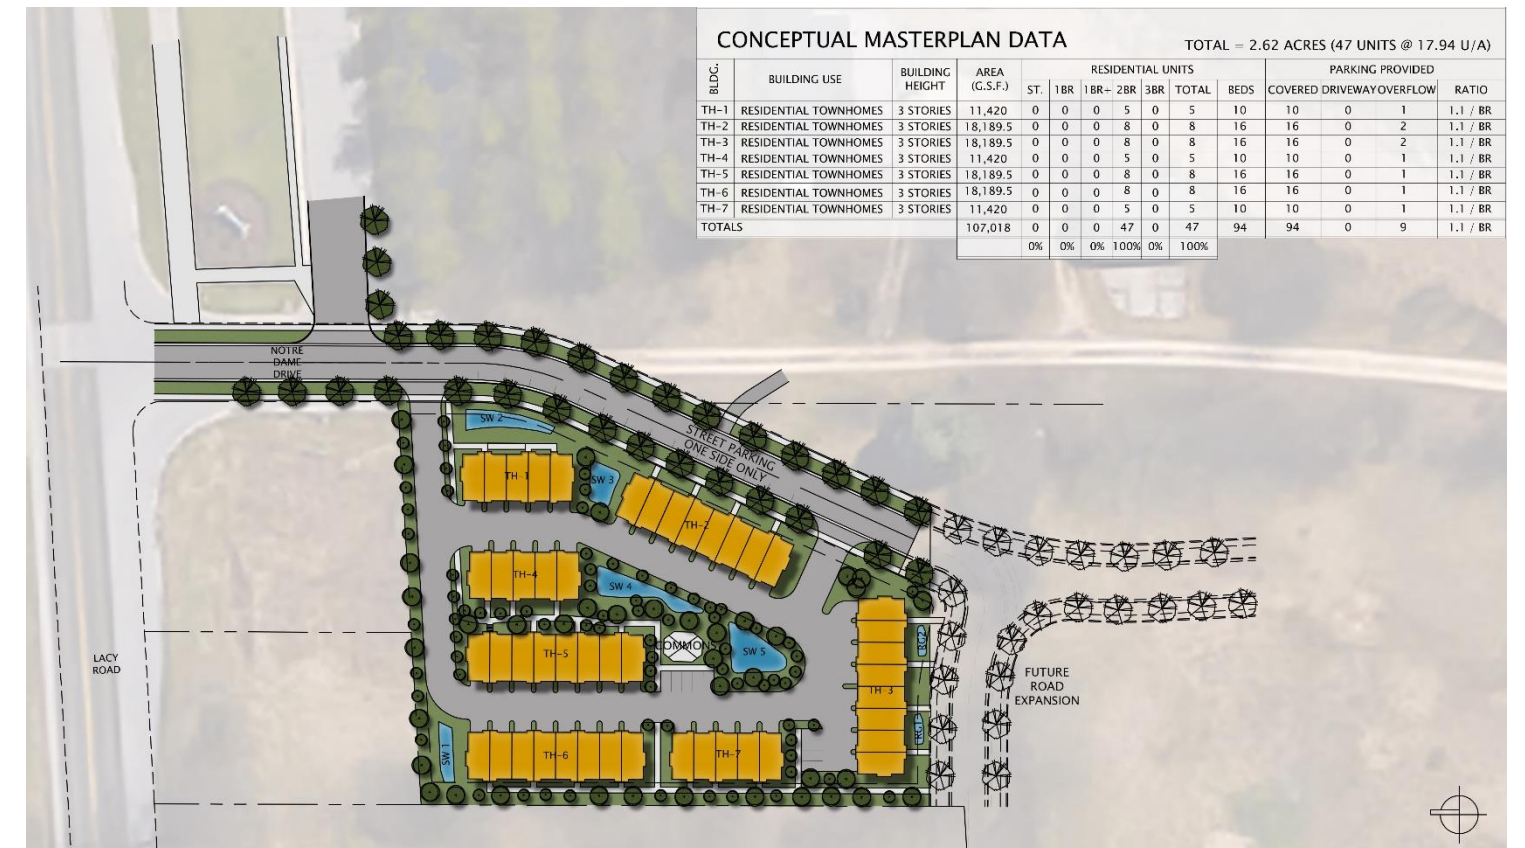 CONCEPTUAL MASTERPLAN DATA
TOTAL = 2.62 ACRES (47 UNITS @ 17.94 U/A)
BLDG. BUILDING USE BUILDING HEIGHT AREA (G.S.F.) RESIDENTIAL UNITS PARKING PROVIDED
ST. 1BR 1BR+ 2BR 3BR TOTAL BEDS COVERED DRIVEWAY OVERFLOW RATIO
TH-1 RESIDENTIAL TOWNHOMES 3 STORIES 11,420 0 0 0 5 0 5 10 10 0 1 1.1 / BR
TH-2 RESIDENTIAL TOWNHOMES 3 STORIES 18,189.5 0 0 0 8 0 8 16 16 0 2 1.1 / BR
TH-3 RESIDENTIAL TOWNHOMES 3 STORIES 18,189.5 0 0 0 8 0 8 16 16 0 2 1.1 / BR
TH-4 RESIDENTIAL TOWNHOMES 3 STORIES 11,420 0 0 0 5 0 5 10 10 0 1 1.1 / BR
TH-5 RESIDENTIAL TOWNHOMES 3 STORIES 18,189.5 0 0 0 8 0 8 16 16 0 1 1.1 / BR
TH-6 RESIDENTIAL TOWNHOMES 3 STORIES 18,189.5 0 0 0 8 0 8 16 16 0 1 1.1 / BR
TH-7 RESIDENTIAL TOWNHOMES 3 STORIES 11,420 0 0 0 5 0 5 10 10 0 1 1.1 / BR
TOTALS 107,018 0 0 0 47 0 47 94 94 0 9 1.1 / BR
0% 0% 0% 100% 0% 100%
NOTRE
DAME
DRIVE
SW 2
STREET PARKING
ONE SIDE ONLY
TH-1
SW 3
TH-2
TH-4
SW 4
TH-5
COMMONS
SW 5
RG2
TH-3
RG1
LACY
ROAD
FUTURE
ROAD
EXPANSION
SW 1
TH-6
TH-7